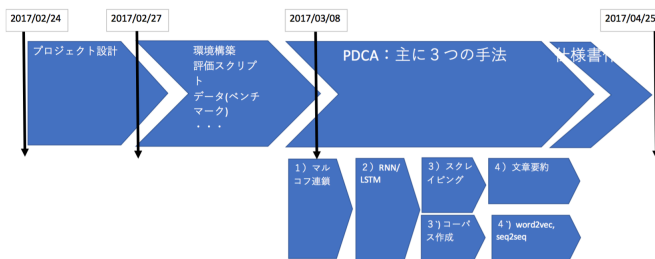 2017/02/24
2017/02/27
2017/03/08
2017/04/25
プロジェクト設計
環境構築
評価スクリプ
ト
データ(ベンチ
マーク)
・・・
PDCA：主に３つの手法
仕様書
１）マル
コフ連鎖
２）RNN/
LSTM
３）スクレ
イピング
４）文章要約
３`)コーパ
ス作成
４`) word2vec,
seq2seq